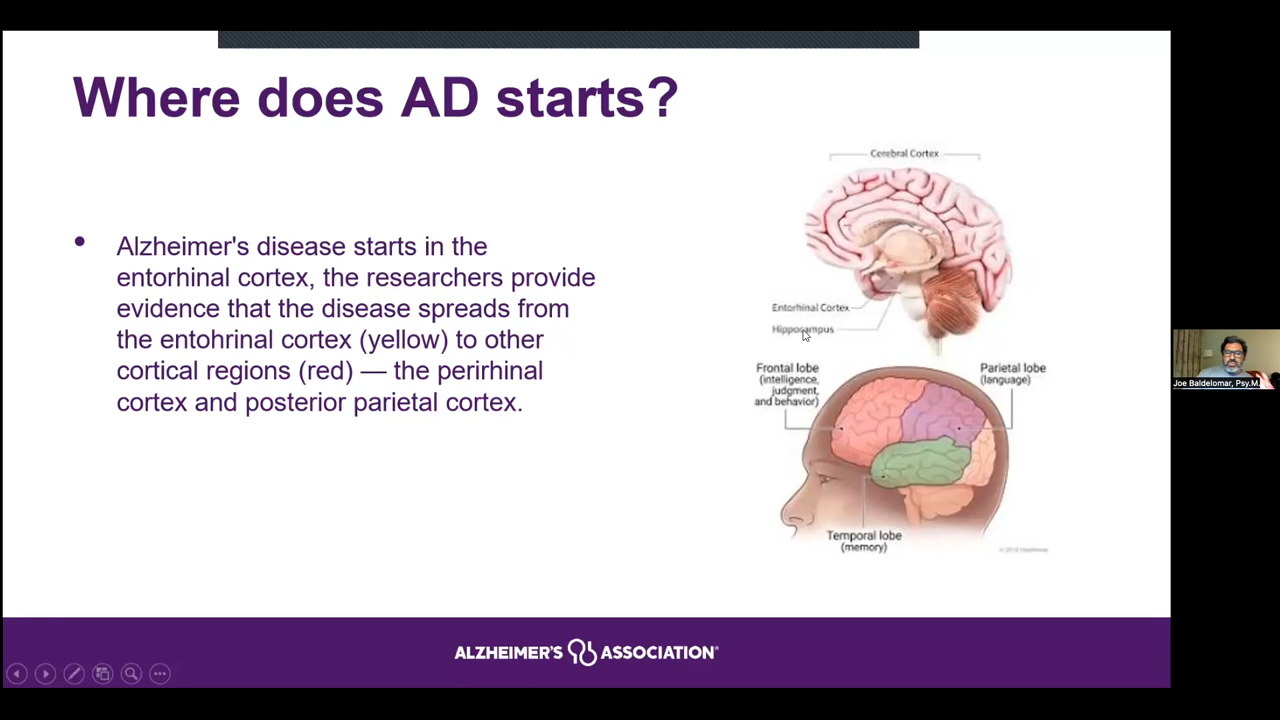 Where does AD starts?
• Alzheimer's disease starts in the
entorhinal cortex, the researchers provide
evidence that the disease spreads from
the entohrinal cortex (yellow) to other
cortical regions (red) — the perirhinal
cortex and posterior parietal cortex.
Cerebral Cortex
Entorhinal Cortex
Hippocampus
Frontal lobe
(intelligence,
judgment,
and behavior)
Parietal lobe
(language)
Temporal lobe
(memory)
Joe Baldelomar, Psy.M.
ALZHEIMER'S ASSOCIATION®